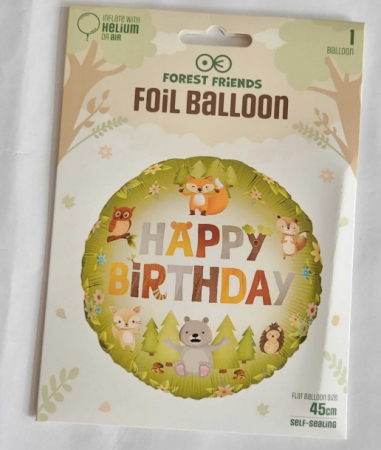 INFLATE WITH
HELIUM
OR AIR
1
BALLOON
FOREST FRIENDS
FOIL BALLOON
HAPPY
BiRTHDAY
FLAT BALLOON SIZE
45cm
SELF-SEALING